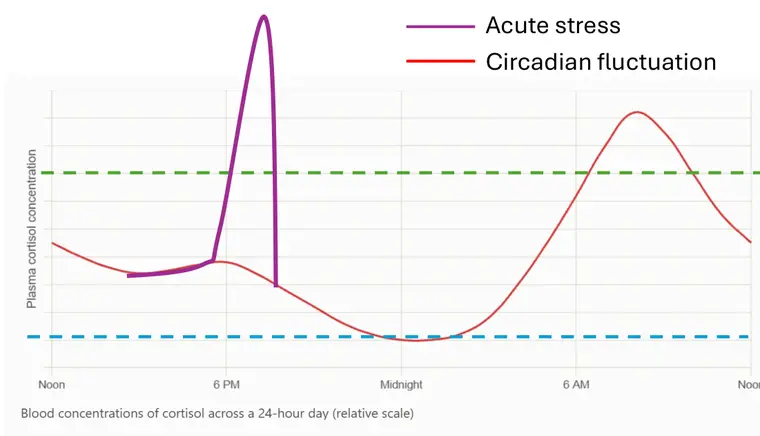 Acute stress
Circadian fluctuation
Plasma cortisol concentration
Noon 6 PM Midnight 6 AM Noon
Blood concentrations of cortisol across a 24-hour day (relative scale)